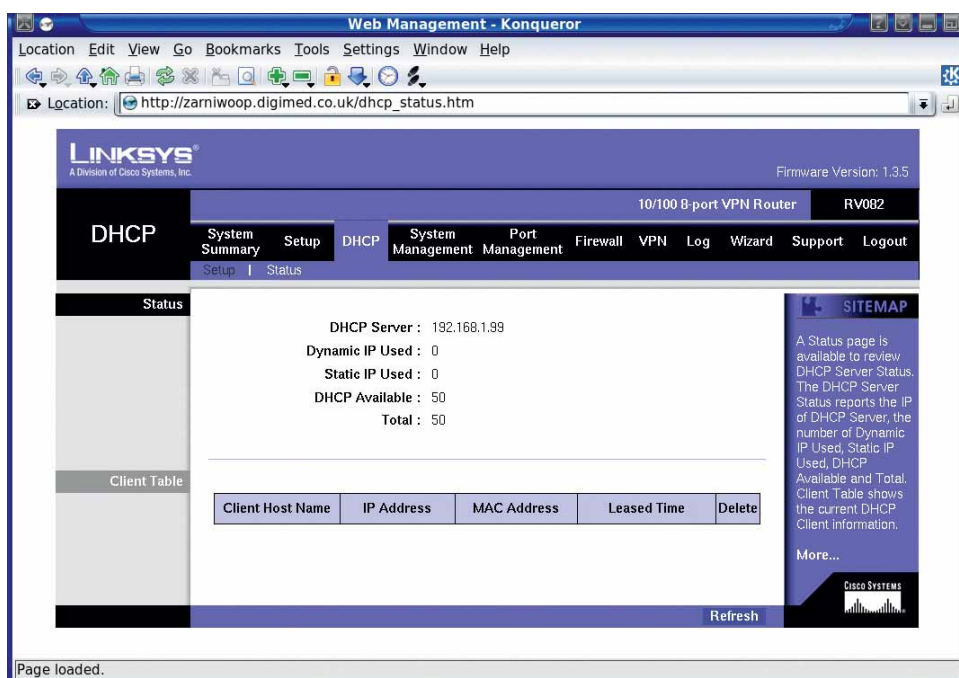 Web Management - Konqueror
Location Edit View Go Bookmarks Tools Settings Window Help
Location: http://zarniwoop.digimed.co.uk/dhcp_status.htm
LINKSYS®
A Division of Cisco Systems, Inc.
Firmware Version: 1.3.5
10/100 8-port VPN Router RV082
DHCP
System Summary Setup DHCP System Management Port Management Firewall VPN Log Wizard Support Logout
Setup | Status
Status
DHCP Server : 192.168.1.99
Dynamic IP Used : 0
Static IP Used : 0
DHCP Available : 50
Total : 50
Client Table
Client Host Name IP Address MAC Address Leased Time Delete
SITEMAP
A Status page is
available to review
DHCP Server Status.
The DHCP Server
Status reports the IP
of DHCP Server, the
number of Dynamic
IP Used, Static IP
Used, DHCP
Available and Total.
Client Table shows
the current DHCP
Client information.
More...
Refresh
CISCO SYSTEMS
Page loaded.